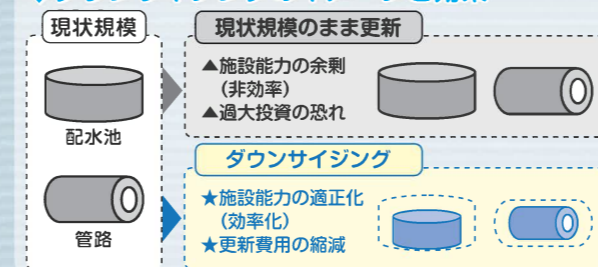 現状規模
配水池
管路
現状規模のまま更新
▲施設能力の余剰
（非効率）
▲過大投資の恐れ
ダウンサイジング
★施設能力の適正化
（効率化）
★更新費用の縮減